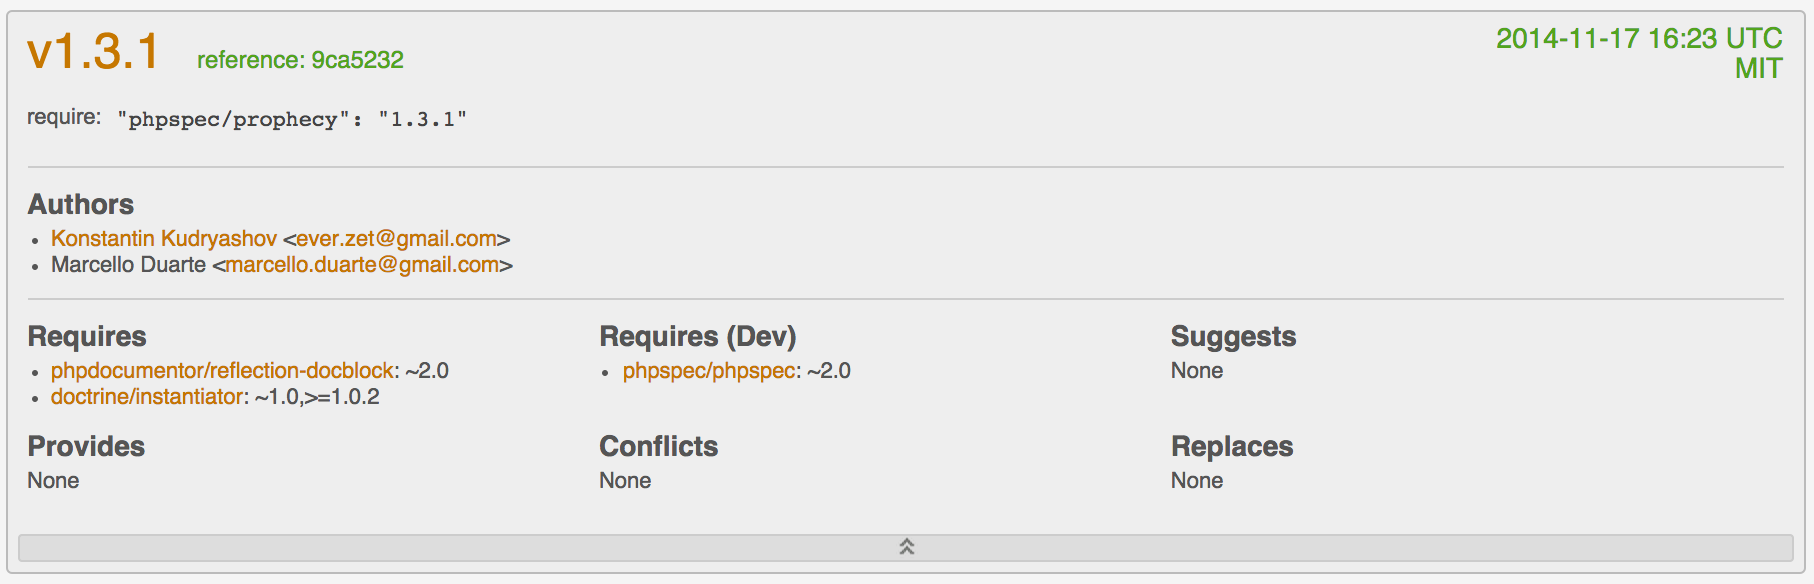 v1.3.1 reference: 9ca5232 2014-11-17 16:23 UTC
MIT
require: "phpspec/prophecy": "1.3.1"
Authors
• Konstantin Kudryashov <ever.zet@gmail.com>
• Marcello Duarte <marcello.duarte@gmail.com>
Requires
• phpdocumentor/reflection-docblock: ~2.0
• doctrine/instantiator: ~1.0,>=1.0.2
Requires (Dev)
• phpspec/phpspec: ~2.0
Suggests
None
Provides
None
Conflicts
None
Replaces
None